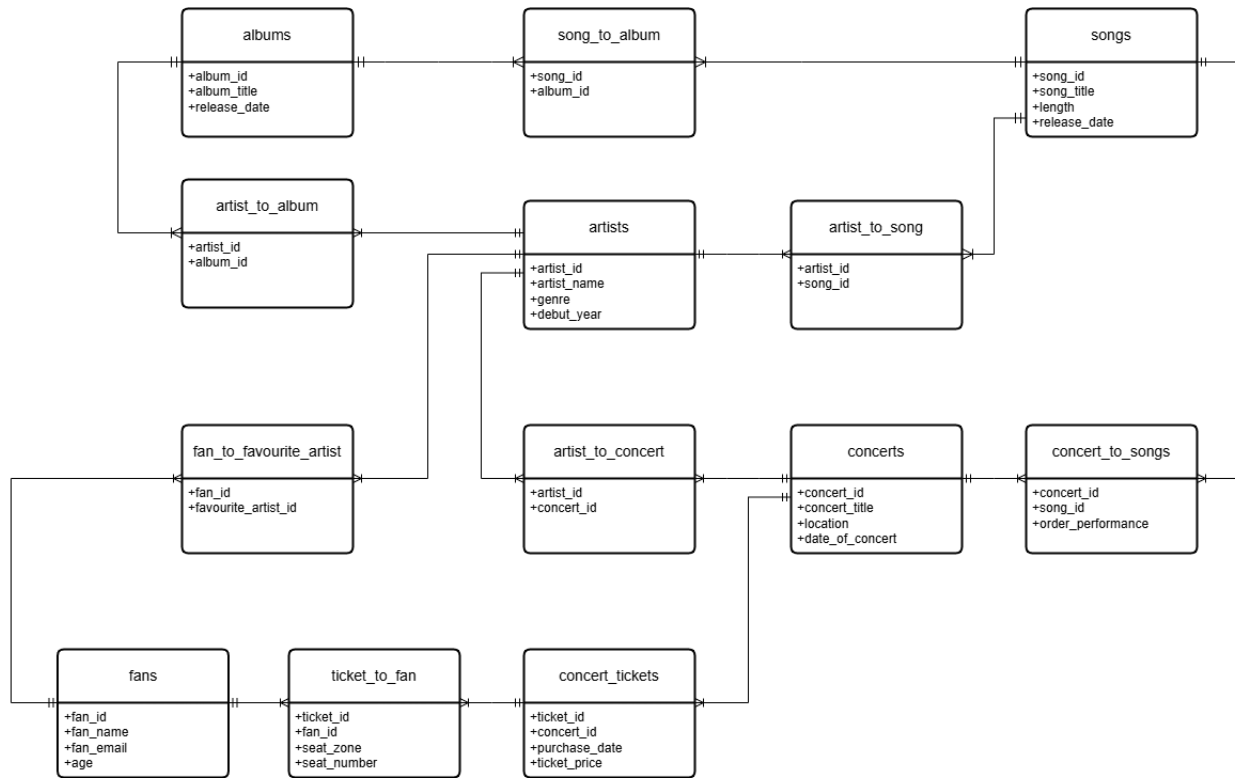 albums
+album_id
+album_title
+release_date
song_to_album
+song_id
+album_id
songs
+song_id
+song_title
+length
+release_date
artist_to_album
+artist_id
+album_id
artists
+artist_id
+artist_name
+genre
+debut_year
artist_to_song
+artist_id
+song_id
fan_to_favourite_artist
+fan_id
+favourite_artist_id
artist_to_concert
+artist_id
+concert_id
concerts
+concert_id
+concert_title
+location
+date_of_concert
concert_to_songs
+concert_id
+song_id
+order_performance
fans
+fan_id
+fan_name
+fan_email
+age
ticket_to_fan
+ticket_id
+fan_id
+seat_zone
+seat_number
concert_tickets
+ticket_id
+concert_id
+purchase_date
+ticket_price